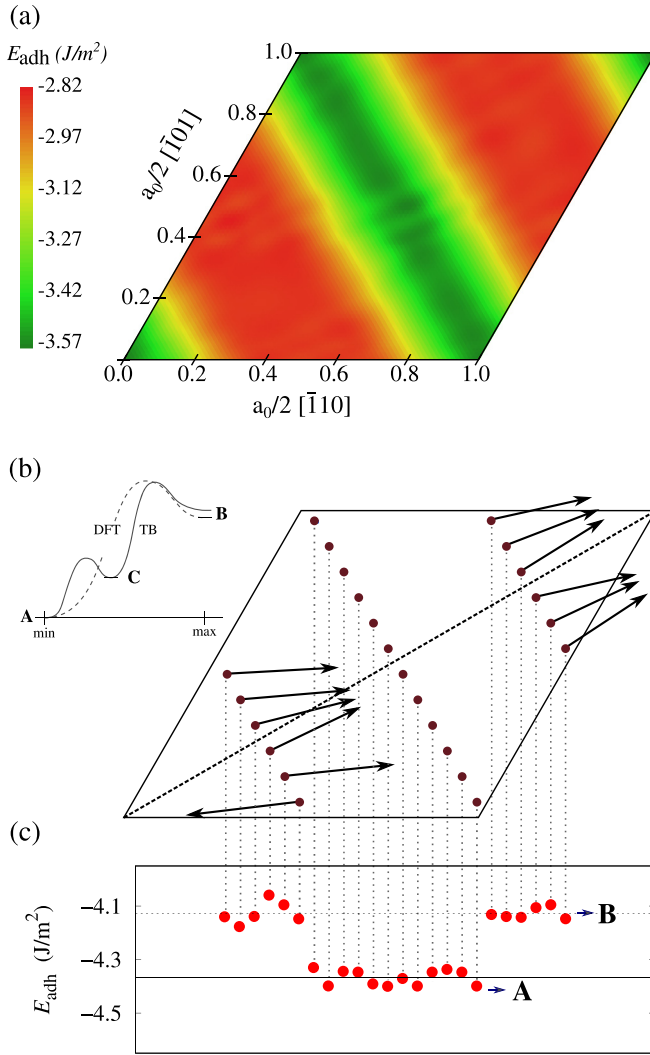 (a)
E_adh (J/m²)
-2.82
-2.97
-3.12
-3.27
-3.42
-3.57
1.0
0.8
0.6
0.4
0.2
a₀/2 [1̄01]
0.0 0.2 0.4 0.6 0.8 1.0
a₀/2 [1̄10]
(b)
DFT TB
B
C
A
min max
(c)
E_adh (J/m²)
−4.1
−4.3
−4.5
B
A